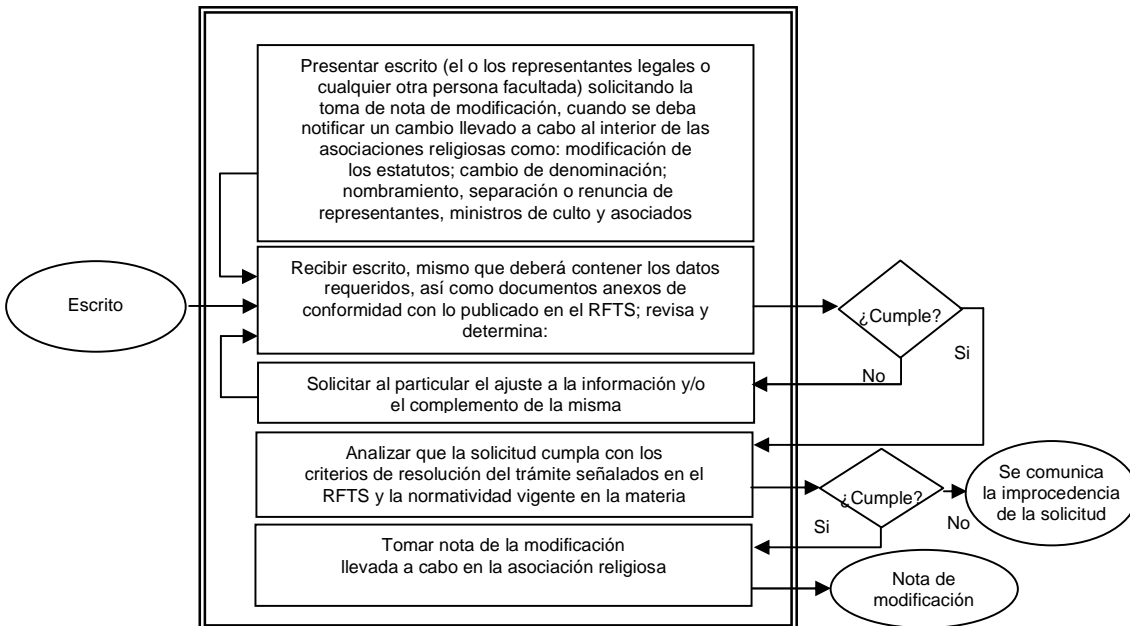 Presentar escrito (el o los representantes legales o
cualquier otra persona facultada) solicitando la
toma de nota de modificación, cuando se deba
notificar un cambio llevado a cabo al interior de las
asociaciones religiosas como: modificación de
los estatutos; cambio de denominación;
nombramiento, separación o renuncia de
representantes, ministros de culto y asociados
Escrito
Recibir escrito, mismo que deberá contener los datos
requeridos, así como documentos anexos de
conformidad con lo publicado en el RFTS; revisa y
determina:
¿Cumple?
Si
No
Solicitar al particular el ajuste a la información y/o
el complemento de la misma
Analizar que la solicitud cumpla con los
criterios de resolución del trámite señalados en el
RFTS y la normatividad vigente en la materia
¿Cumple?
Se comunica
la improcedencia
de la solicitud
Si
No
Tomar nota de la modificación
llevada a cabo en la asociación religiosa
Nota de
modificación